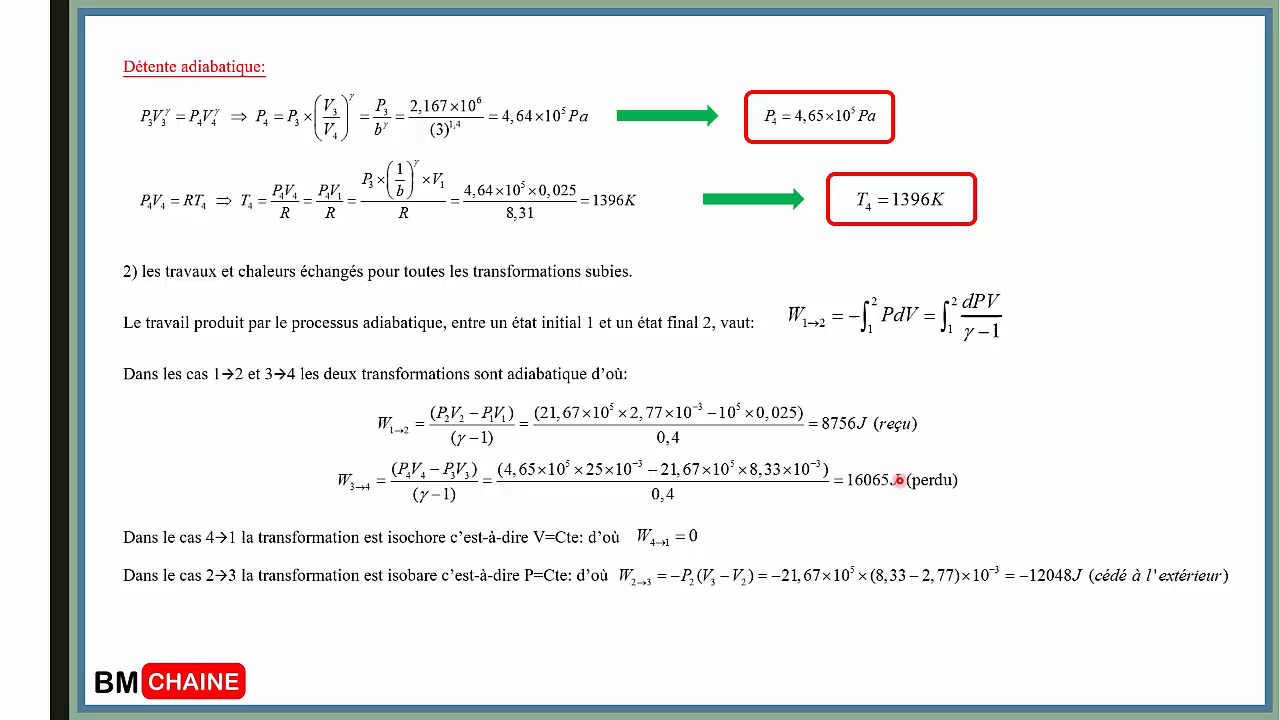 Détente adiabatique:
P₃V₃^γ = P₄V₄^γ ⇒ P₄ = P₃ × (V₃/V₄)^γ = P₃/b^γ = 2,167×10⁶/(3)^1,4 = 4,64×10⁵ Pa P₄ = 4,65×10⁵ Pa
P₄V₄ = RT₄ ⇒ T₄ = P₄V₄/R = P₄V₁/R = P₃×(1/b)^γ×V₁/R = 4,64×10⁵×0,025/8,31 = 1396K T₄ = 1396K
2) les travaux et chaleurs échangés pour toutes les transformations subies.
Le travail produit par le processus adiabatique, entre un état initial 1 et un état final 2, vaut: W₁→₂ = −∫₁² PdV = ∫₁² dPV/γ−1
Dans les cas 1→2 et 3→4 les deux transformations sont adiabatique d’où:
W₁→₂ = (P₂V₂ − P₁V₁)/(γ−1) = (21,67×10⁵×2,77×10⁻³−10⁵×0,025)/0,4 = 8756J (reçu)
W₃→₄ = (P₄V₄ − P₃V₃)/(γ−1) = (4,65×10⁵×25×10⁻³−21,67×10⁵×8,33×10⁻³)/0,4 = 16065J (perdu)
Dans le cas 4→1 la transformation est isochore c’est-à-dire V=Cte: d’où W₄→₁ = 0
Dans le cas 2→3 la transformation est isobare c’est-à-dire P=Cte: d’où W₂→₃ = −P₂(V₃−V₂) = −21,67×10⁵×(8,33−2,77)×10⁻³ = −12048J (cédé à l'extérieur)
BM CHAINE